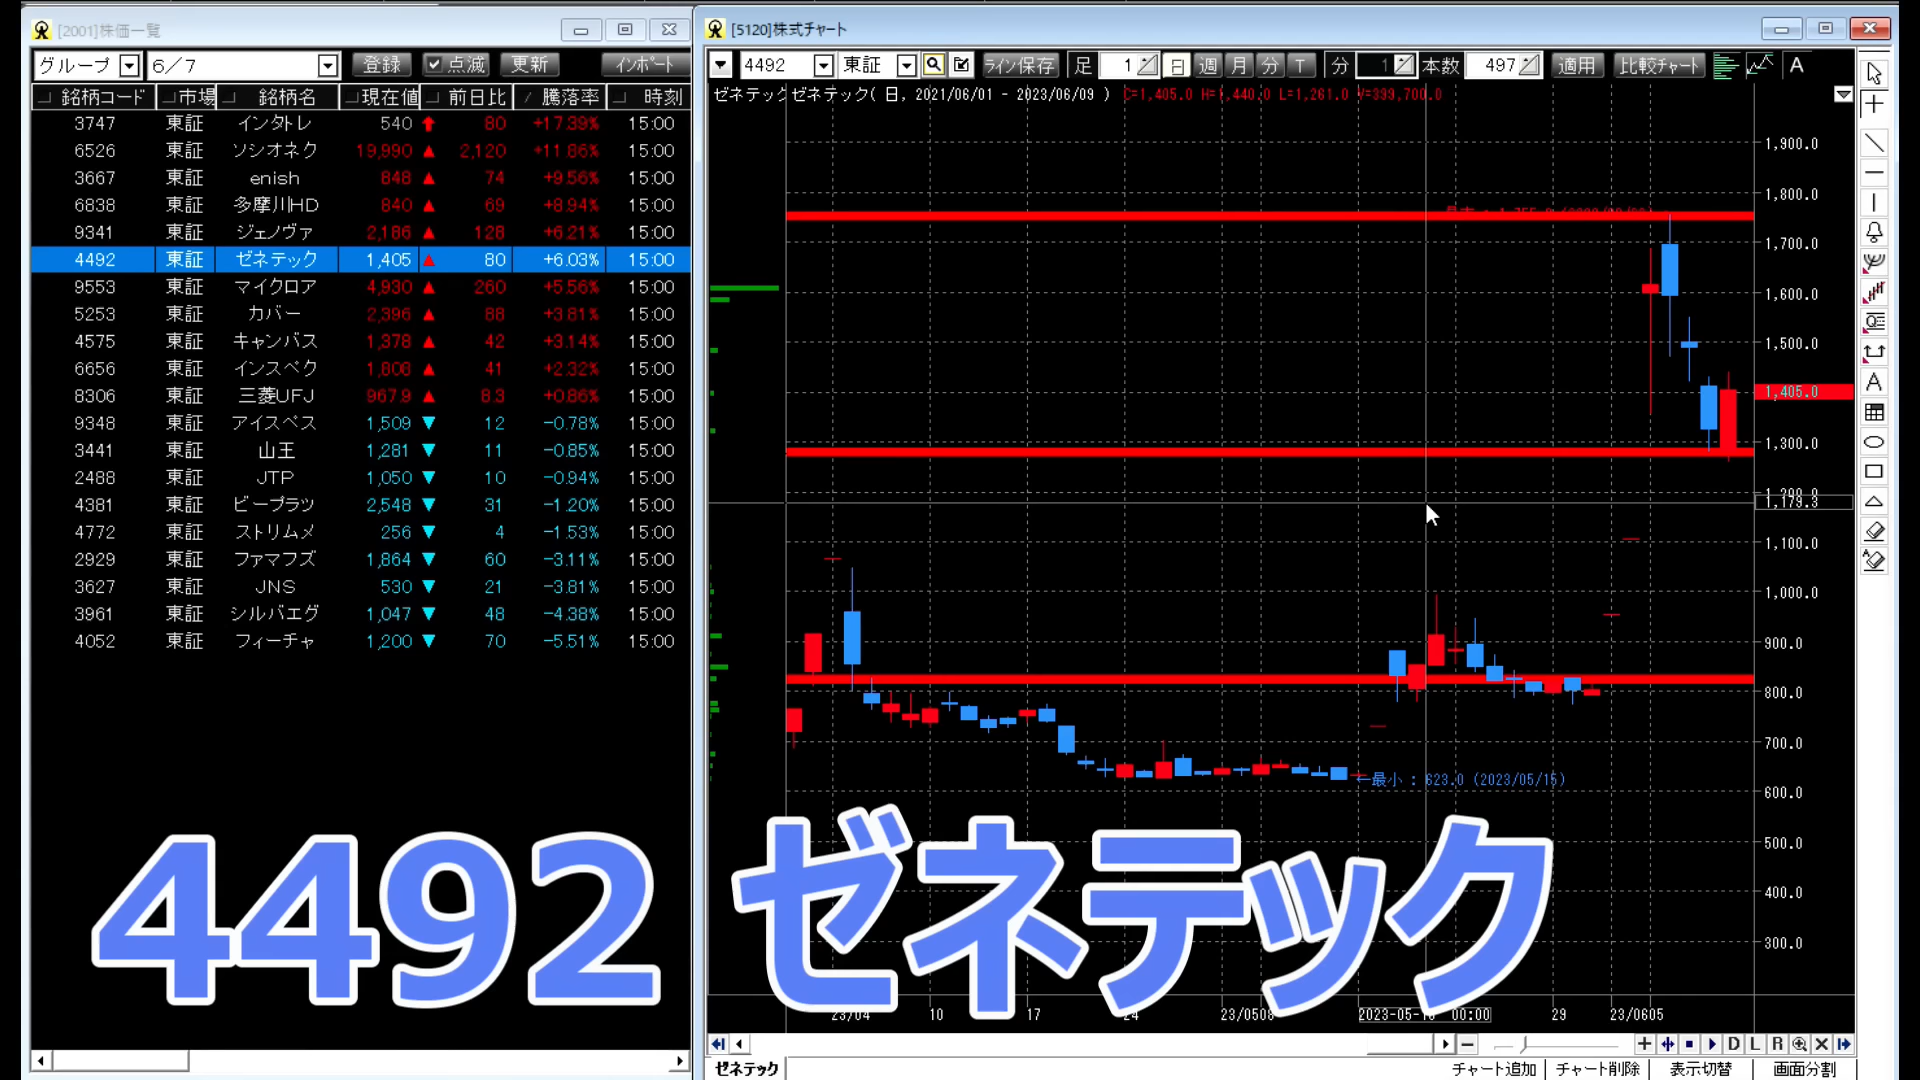 [2001]株価一覧
グループ 6/7 登録 点滅 更新 インポート
銘柄コード 市場 銘柄名 現在値 前日比 騰落率 時刻
3747 東証 インタトレ 540 80 +17.39% 15:00
6526 東証 ソシオネク 19,990 2,120 +11.86% 15:00
3667 東証 enish 848 74 +9.56% 15:00
6838 東証 多摩川HD 840 69 +8.94% 15:00
9341 東証 ジェノヴァ 2,186 128 +6.21% 15:00
4492 東証 ゼネテック 1,405 80 +6.03% 15:00
9553 東証 マイクロア 4,930 260 +5.56% 15:00
5253 東証 カバー 2,396 88 +3.81% 15:00
4575 東証 キャンバス 1,378 42 +3.14% 15:00
6656 東証 インスペク 1,808 41 +2.32% 15:00
8306 東証 三菱UFJ 967.9 8.3 +0.86% 15:00
9348 東証 アイスペス 1,509 12 -0.78% 15:00
3441 東証 山王 1,281 11 -0.85% 15:00
2488 東証 JTP 1,050 10 -0.94% 15:00
4381 東証 ビープラツ 2,548 31 -1.20% 15:00
4772 東証 ストリムメ 256 4 -1.53% 15:00
2929 東証 ファマフズ 1,864 60 -3.11% 15:00
3627 東証 JNS 530 21 -3.81% 15:00
3961 東証 シルバエグ 1,047 48 -4.38% 15:00
4052 東証 フィーチャ 1,200 70 -5.51% 15:00
[5120]株式チャート
4492 東証 ライン保存 足 1 日 週 月 分 T 分 1 本数 497 適用 比較チャート A
ゼネテック ゼネテック( 日, 2021/06/01 - 2023/06/09 ) C=1,405.0 H=1,440.0 L=1,261.0 V=399,700.0
1,900.0
1,800.0
1,700.0
1,600.0
1,500.0
1,405.0
1,300.0
1,200.0
1,179.3
1,100.0
1,000.0
900.0
800.0
700.0
←最小 : 623.0 (2023/05/15)
600.0
500.0
400.0
300.0
4492 ゼネテック
23/04 10 17 24 23/0508 00:00 29 23/0605
D L R
ゼネテック チャート追加 チャート削除 表示切替 画面分割